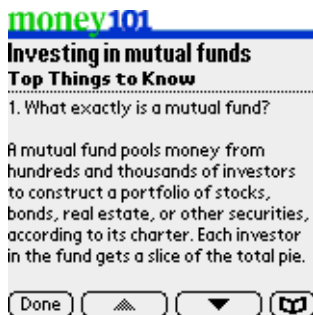 money101
Investing in mutual funds
Top Things to Know
1. What exactly is a mutual fund?
A mutual fund pools money from
hundreds and thousands of investors
to construct a portfolio of stocks,
bonds, real estate, or other securities,
according to its charter. Each investor
in the fund gets a slice of the total pie.
Done